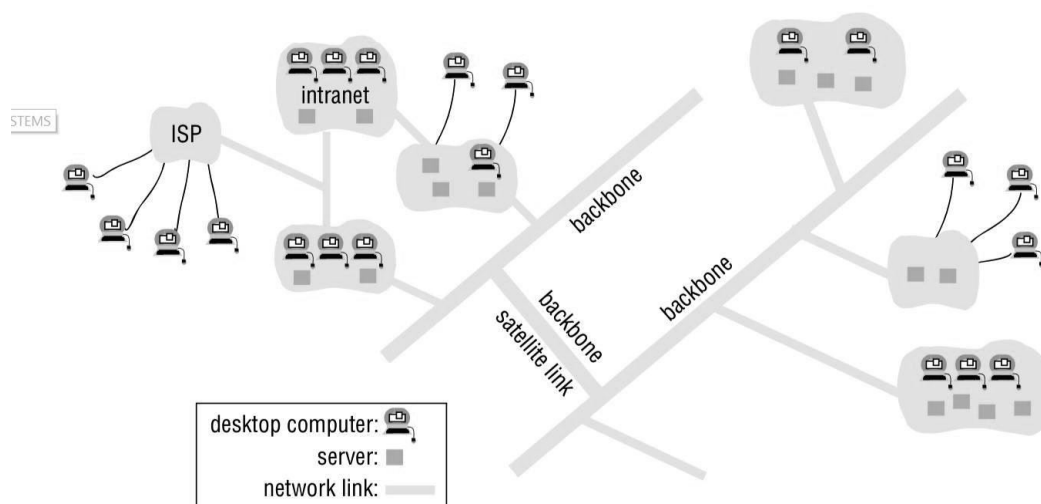 intranet
STEMS
ISP
backbone
backbone
backbone
satellite link
desktop computer:
server:
network link: